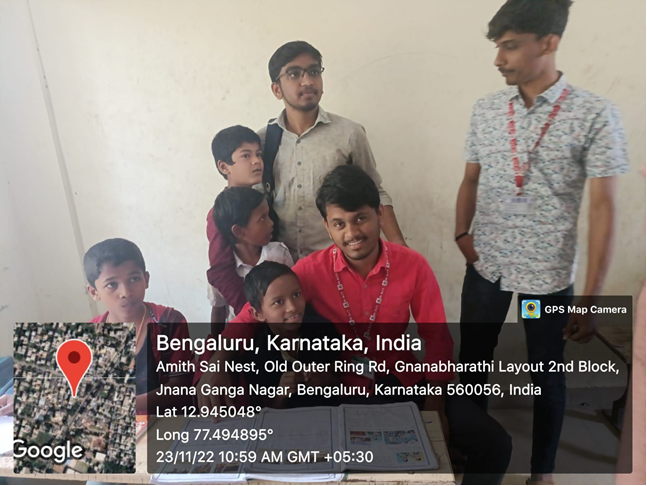 GPS Map Camera
Bengaluru, Karnataka, India
Amith Sai Nest, Old Outer Ring Rd, Gnanabharathi Layout 2nd Block,
Jnana Ganga Nagar, Bengaluru, Karnataka 560056, India
Lat 12.945048°
Long 77.494895°
23/11/22 10:59 AM GMT +05:30
Google